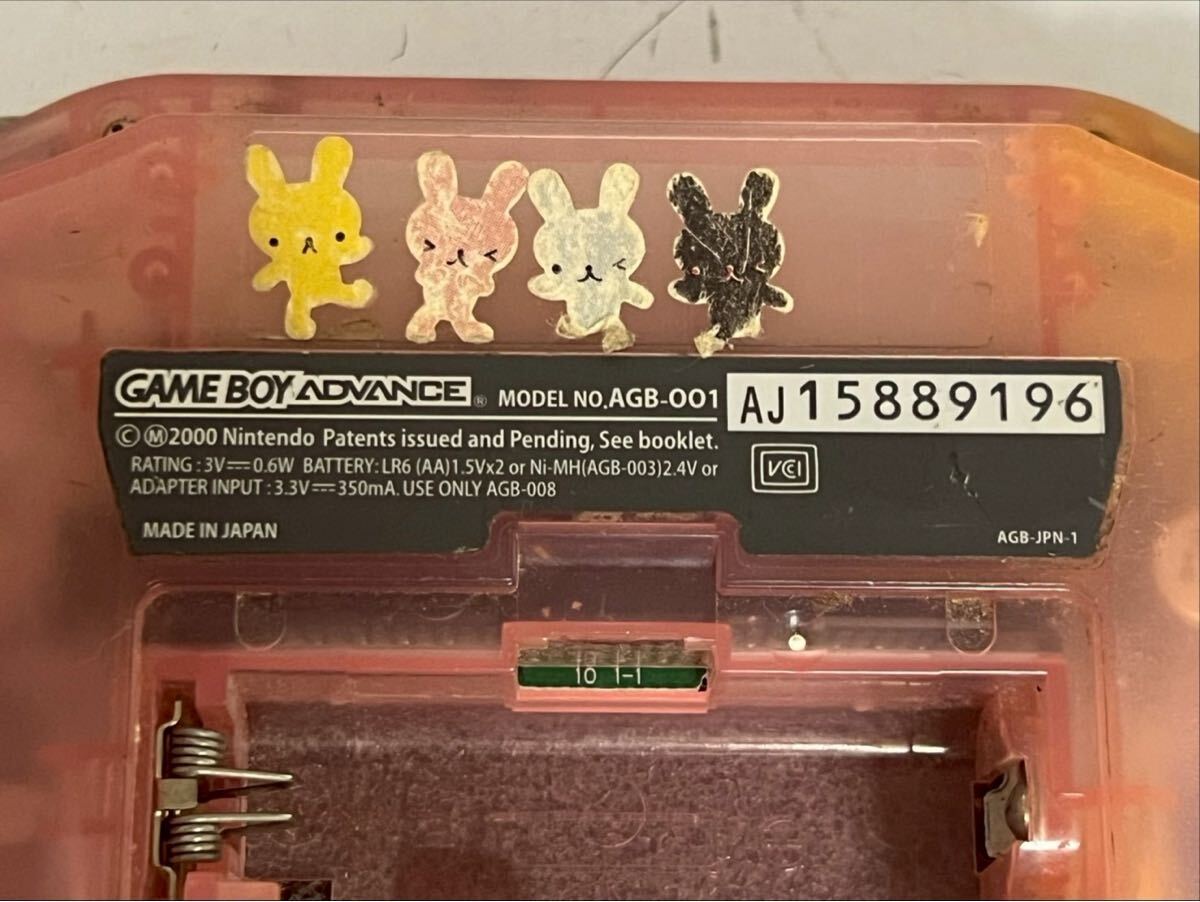 GAME BOY ADVANCE® MODEL NO. AGB-001 AJ15889196
©Ⓜ2000 Nintendo Patents issued and Pending, See booklet.
RATING : 3V⎓0.6W BATTERY: LR6 (AA)1.5Vx2 or Ni-MH(AGB-003)2.4V or
ADAPTER INPUT : 3.3V⎓350mA. USE ONLY AGB-008
VCCI
MADE IN JAPAN
AGB-JPN-1
10 1-1